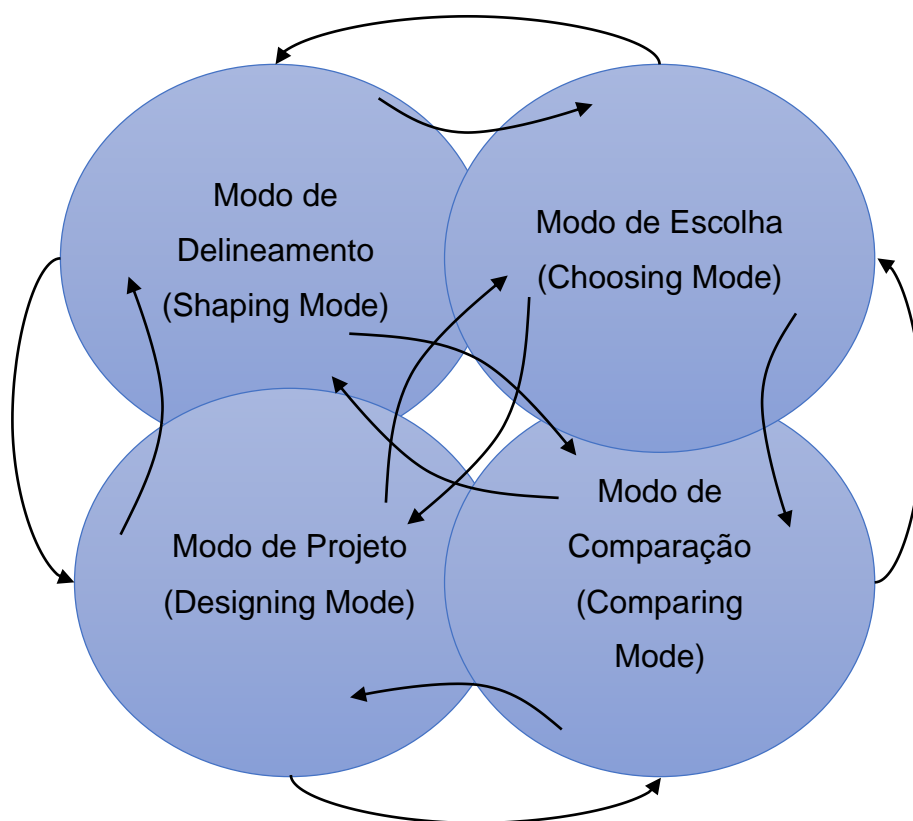 Modo de
Delineamento
(Shaping Mode)
Modo de Escolha
(Choosing Mode)
Modo de Projeto
(Designing Mode)
Modo de
Comparação
(Comparing
Mode)